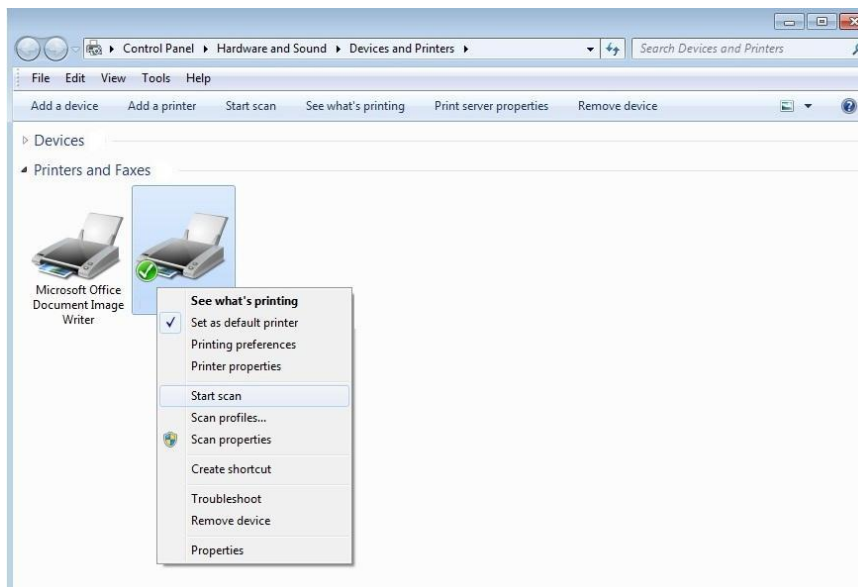 Control Panel ▸ Hardware and Sound ▸ Devices and Printers ▸ Search Devices and Printers
File Edit View Tools Help
Add a device Add a printer Start scan See what's printing Print server properties Remove device
Devices
Printers and Faxes
Microsoft Office
Document Image
Writer
See what's printing
Set as default printer
Printing preferences
Printer properties
Start scan
Scan profiles...
Scan properties
Create shortcut
Troubleshoot
Remove device
Properties